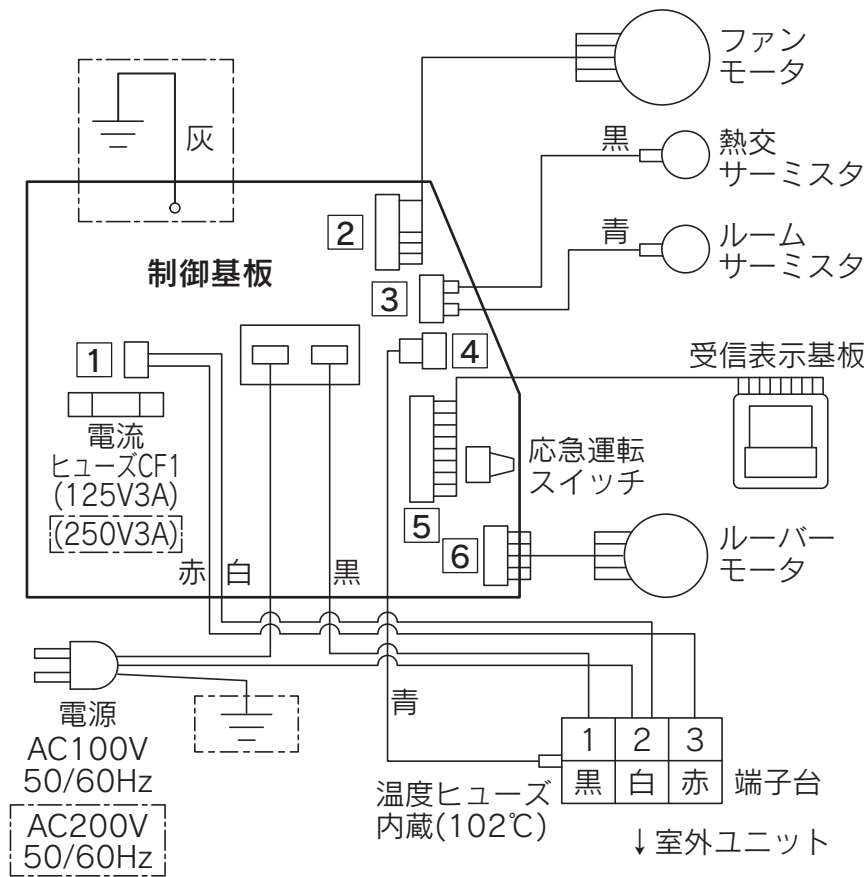 ファン
モータ
灰
黒
熱交
サーミスタ
2
青
ルーム
サーミスタ
制御基板
3
1
4
受信表示基板
電流
ヒューズCF1
(125V3A)
(250V3A)
応急運転
スイッチ
5
6
ルーバー
モータ
赤
白
黒
電源
AC100V
50/60Hz
AC200V
50/60Hz
青
1
2
3
黒
白
赤
端子台
温度ヒューズ
内蔵(102℃)
↓室外ユニット